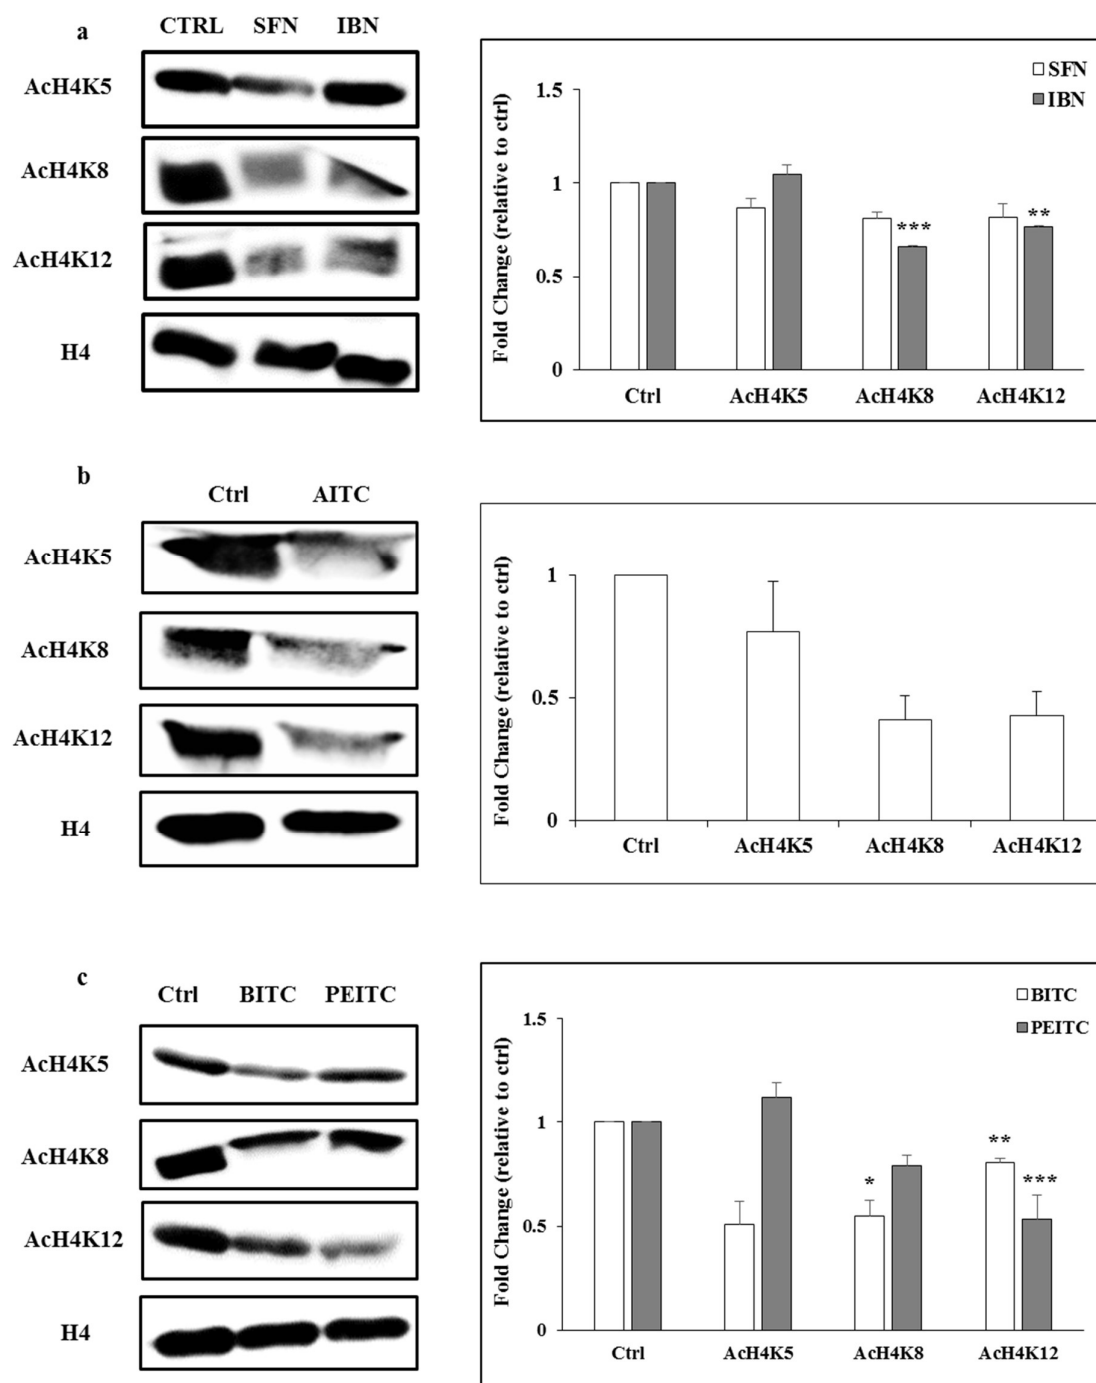 a
CTRL SFN IBN
AcH4K5
AcH4K8
AcH4K12
H4
SFN
IBN
Fold Change (relative to ctrl)
1.5
1
0.5
0
***
**
Ctrl AcH4K5 AcH4K8 AcH4K12
b
Ctrl AITC
AcH4K5
AcH4K8
AcH4K12
H4
Fold Change (relative to ctrl)
1
0.5
0
Ctrl AcH4K5 AcH4K8 AcH4K12
c
Ctrl BITC PEITC
AcH4K5
AcH4K8
AcH4K12
H4
BITC
PEITC
Fold Change (relative to ctrl)
1.5
1
0.5
0
*
**
***
Ctrl AcH4K5 AcH4K8 AcH4K12